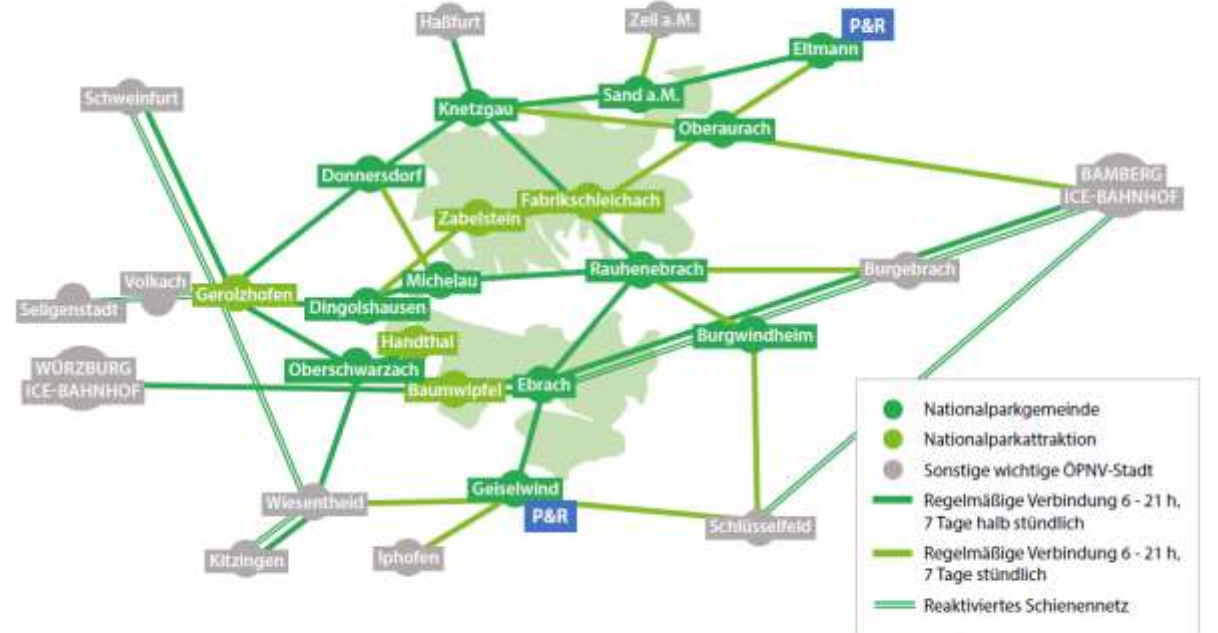 Haßfurt
Zeil a.M.
P&R
Eltmann
Schweinfurt
Sand a.M.
Knetzgau
Oberaurach
Donnersdorf
BAMBERG
ICE-BAHNHOF
Fabrikschleichach
Zabelstein
Rauhenebrach
Burgebrach
Volkach
Michelau
Gerolzhofen
Seligenstadt
Dingolshausen
Handthal
Burgwindheim
WÜRZBURG
ICE-BAHNHOF
Oberschwarzach
Baumwipfel
Ebrach
Geiselwind
P&R
Wiesentheid
Schlüsselfeld
Kitzingen
Iphofen
Nationalparkgemeinde
Nationalparkattraktion
Sonstige wichtige ÖPNV-Stadt
Regelmäßige Verbindung 6 - 21 h,
7 Tage halb stündlich
Regelmäßige Verbindung 6 - 21 h,
7 Tage stündlich
Reaktiviertes Schienennetz